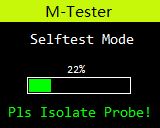 M-Tester
Selftest Mode
22%
Pls Isolate Probe!